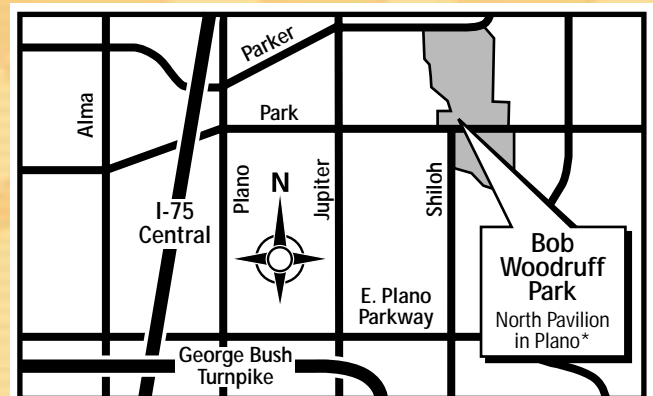 Parker
Alma
Park
Plano
N
Jupiter
Shiloh
I-75
Central
Bob
Woodruff
Park
North Pavilion
in Plano*
E. Plano
Parkway
George Bush
Turnpike